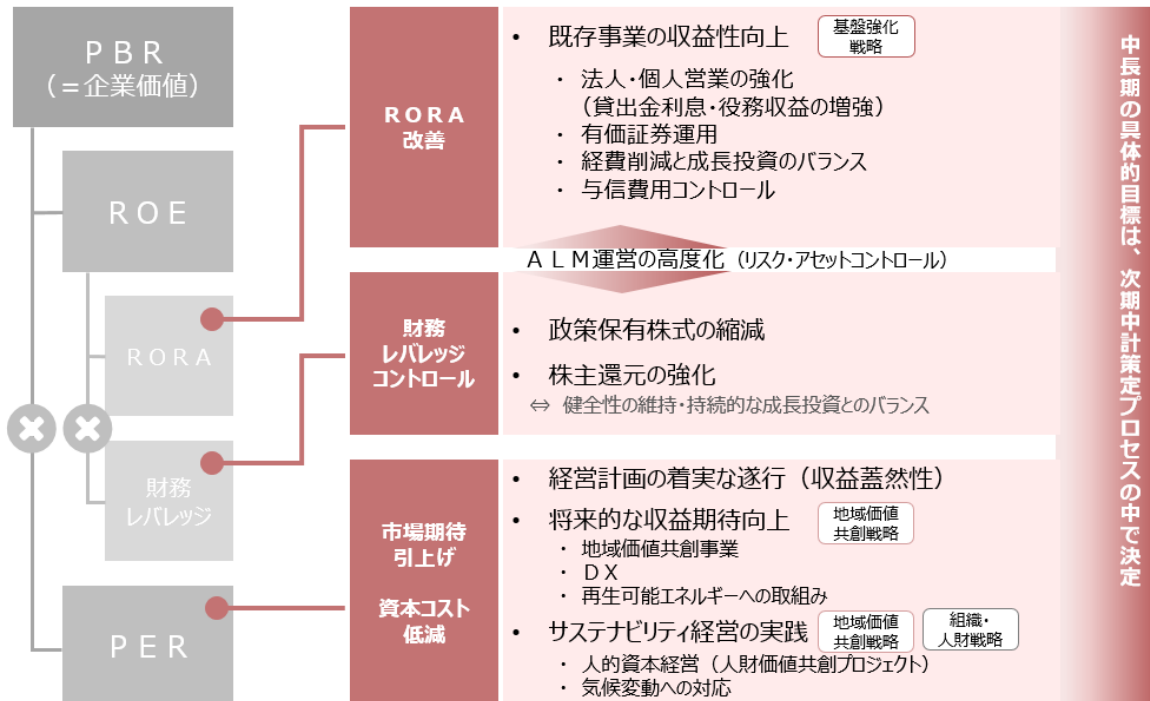 ＰＢＲ
（＝企業価値）
ＲＯＥ
ＲＯＲＡ
財務
レバレッジ
ＰＥＲ
ＲＯＲＡ
改善
• 既存事業の収益性向上
基盤強化
戦略
・ 法人・個人営業の強化
（貸出金利息・役務収益の増強）
・ 有価証券運用
・ 経費削減と成長投資のバランス
・ 与信費用コントロール
ＡＬＭ運営の高度化（リスク・アセットコントロール）
財務
レバレッジ
コントロール
• 政策保有株式の縮減
• 株主還元の強化
⇔ 健全性の維持・持続的な成長投資とのバランス
市場期待
引上げ
資本コスト
低減
• 経営計画の着実な遂行（収益蓋然性）
• 将来的な収益期待向上
地域価値
共創戦略
・ 地域価値共創事業
・ ＤＸ
・ 再生可能エネルギーへの取組み
• サステナビリティ経営の実践
地域価値
共創戦略
組織・
人財戦略
・ 人的資本経営（人財価値共創プロジェクト）
・ 気候変動への対応
中長期の具体的目標は、次期中計策定プロセスの中で決定